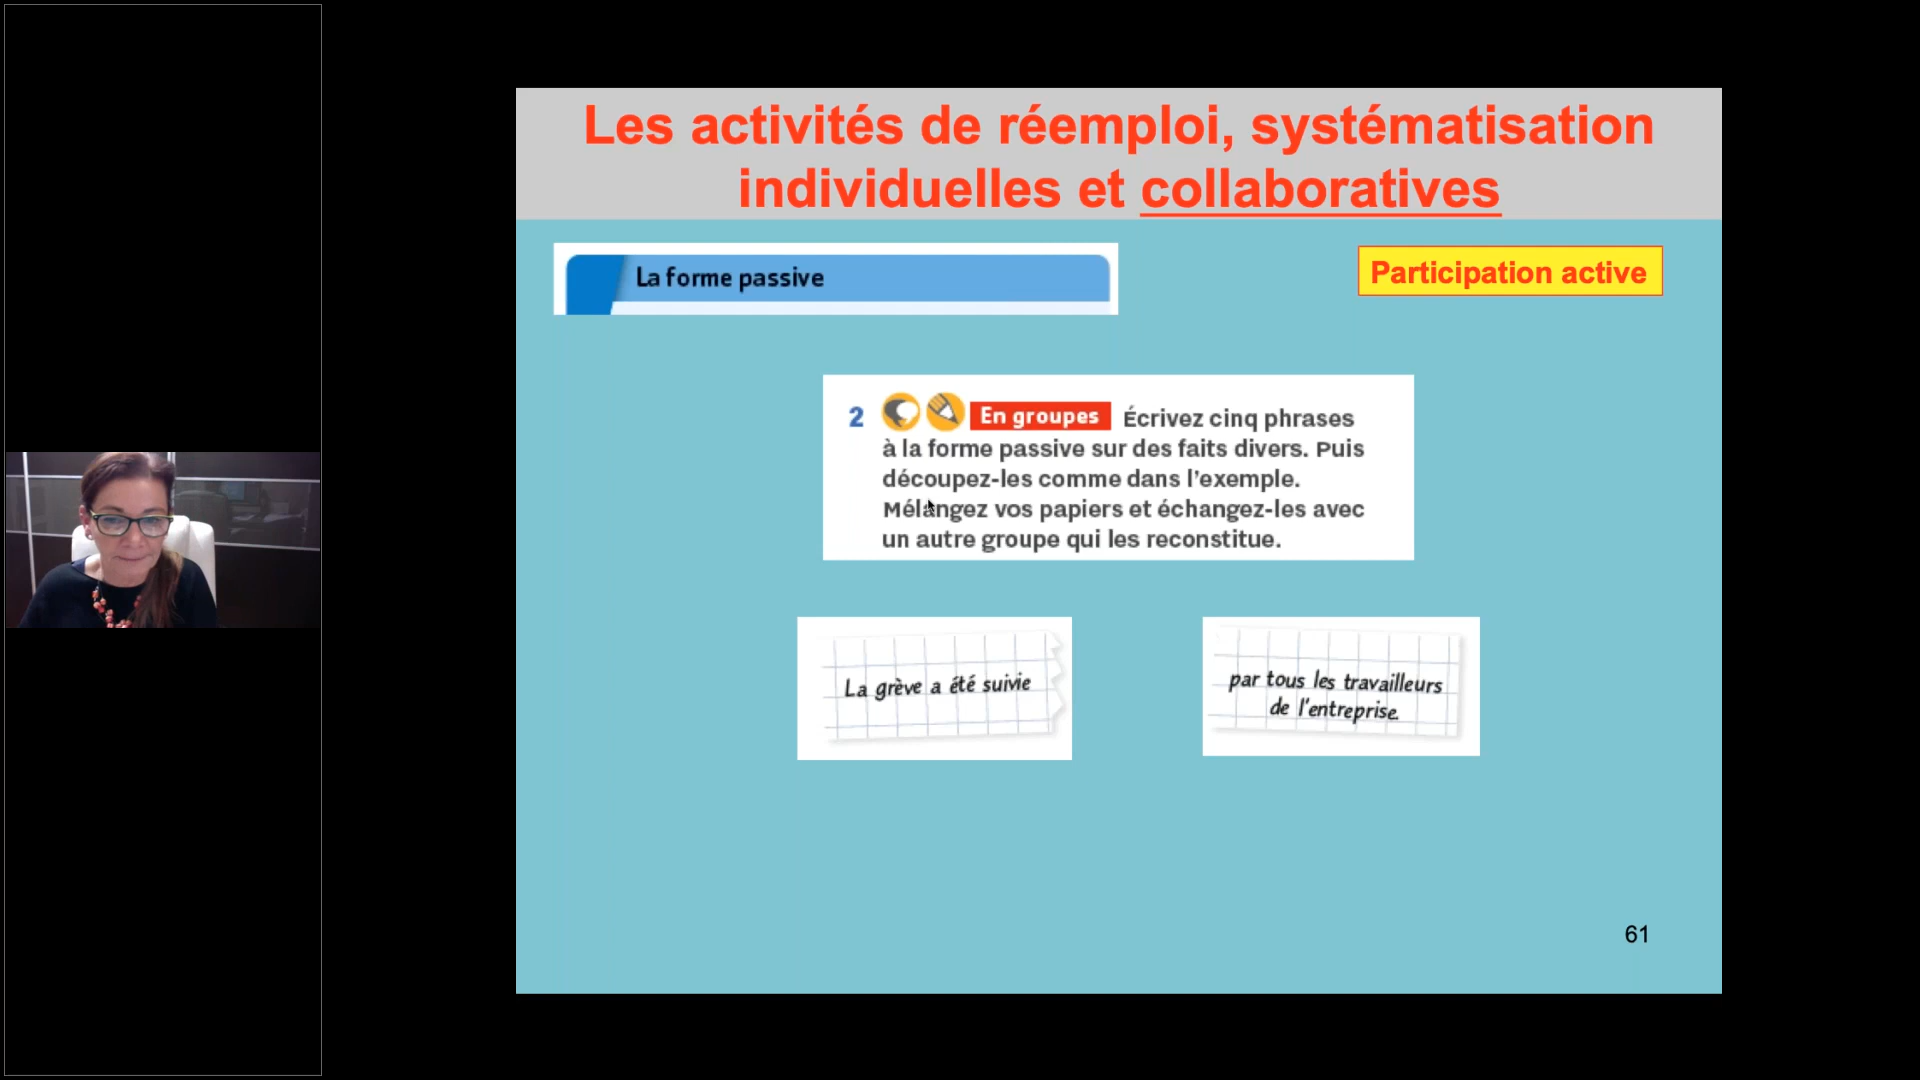 Les activités de réemploi, systématisation
individuelles et collaboratives
La forme passive
Participation active
2 En groupes Écrivez cinq phrases
à la forme passive sur des faits divers. Puis
découpez-les comme dans l'exemple.
Mélangez vos papiers et échangez-les avec
un autre groupe qui les reconstitue.
La grève a été suivie
par tous les travailleurs
de l'entreprise.
61